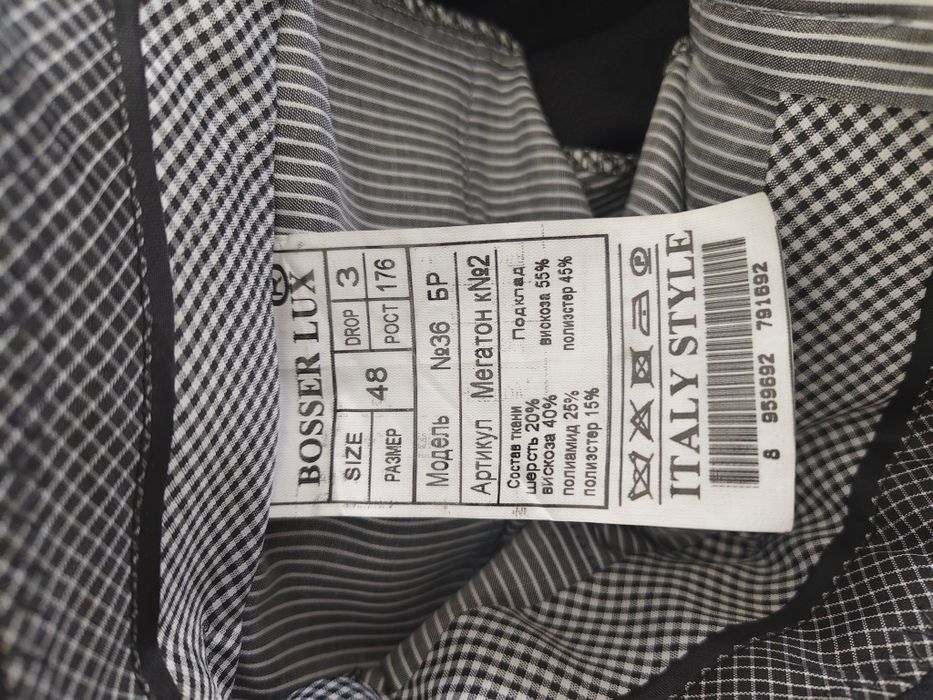 BOSSER LUX ®
SIZE 48 DROP 3
РАЗМЕР РОСТ 176
Модель №36 БР
Артикул Мегатон к№2
Состав ткани
шерсть 20%
вискоза 40%
полиамид 25%
полиэстер 15%
Подклад
вискоза 55%
полиэстер 45%
P
ITALY STYLE
8 959692 791692